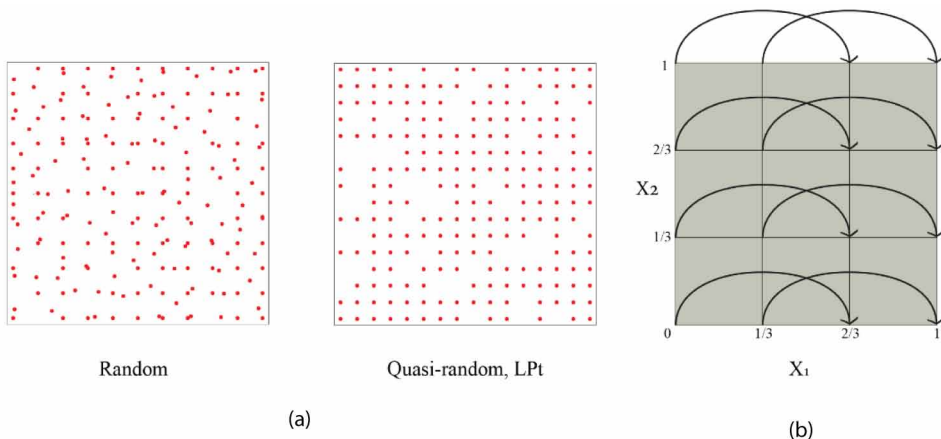 Random
Quasi-random, LPt
(a)
1
2/3
X₂
1/3
0
1/3
2/3
1
X₁
(b)